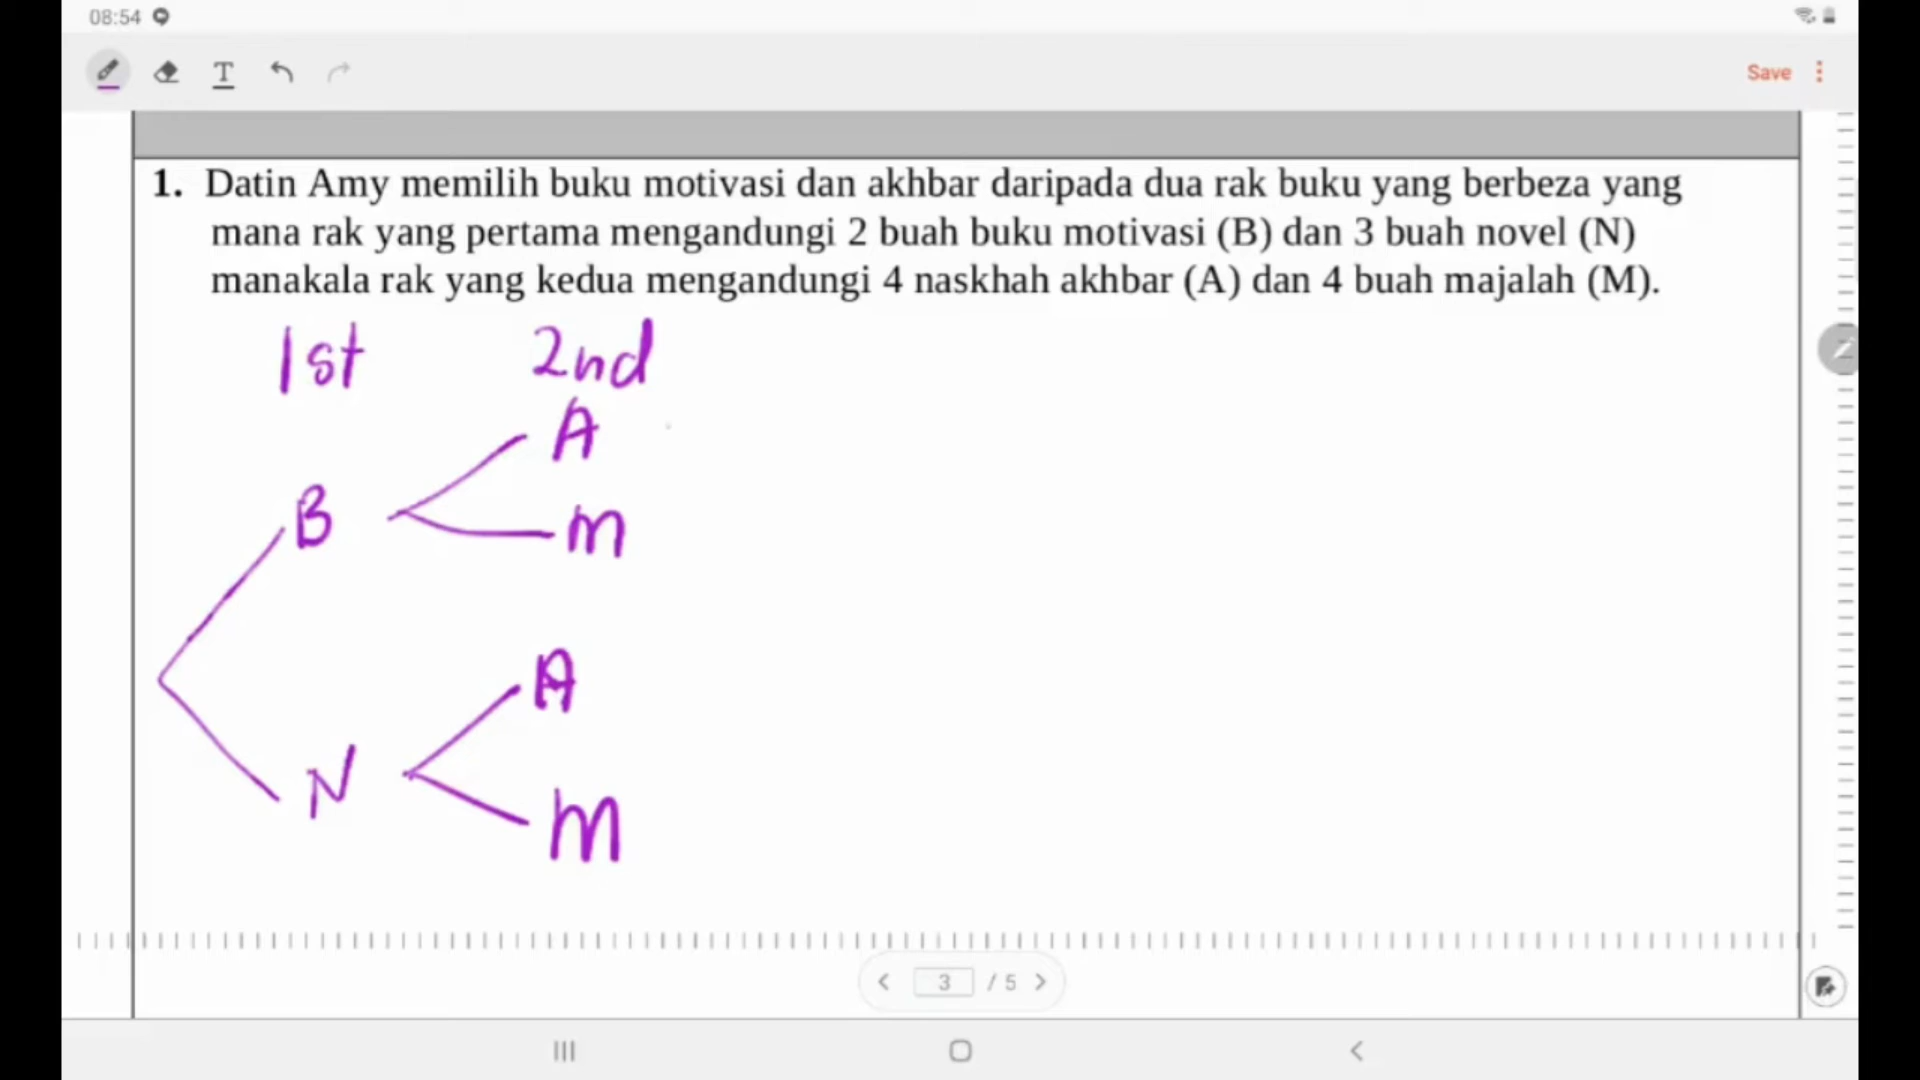 08:54
T
Save
1. Datin Amy memilih buku motivasi dan akhbar daripada dua rak buku yang berbeza yang
mana rak yang pertama mengandungi 2 buah buku motivasi (B) dan 3 buah novel (N)
manakala rak yang kedua mengandungi 4 naskhah akhbar (A) dan 4 buah majalah (M).
1st 2nd
A
B
m
A
N
m
3 / 5